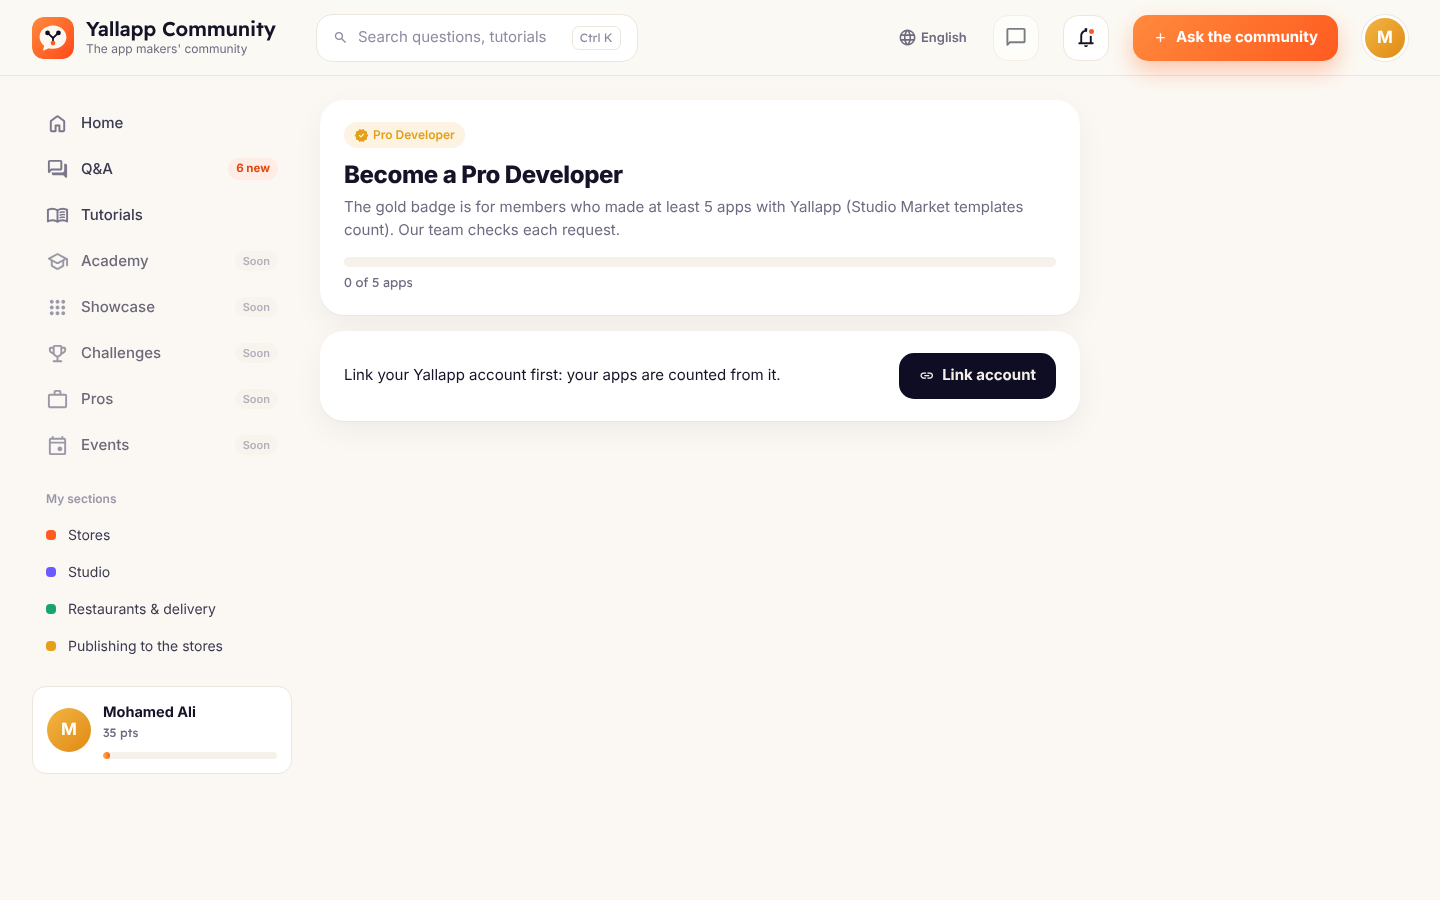 Yallapp Community
The app makers' community
Search questions, tutorials
Ctrl K
English
+ Ask the community
M
Home
Q&A
6 new
Tutorials
Academy
Soon
Showcase
Soon
Challenges
Soon
Pros
Soon
Events
Soon
My sections
Stores
Studio
Restaurants & delivery
Publishing to the stores
M
Mohamed Ali
35 pts
Pro Developer
Become a Pro Developer
The gold badge is for members who made at least 5 apps with Yallapp (Studio Market templates
count). Our team checks each request.
0 of 5 apps
Link your Yallapp account first: your apps are counted from it.
Link account